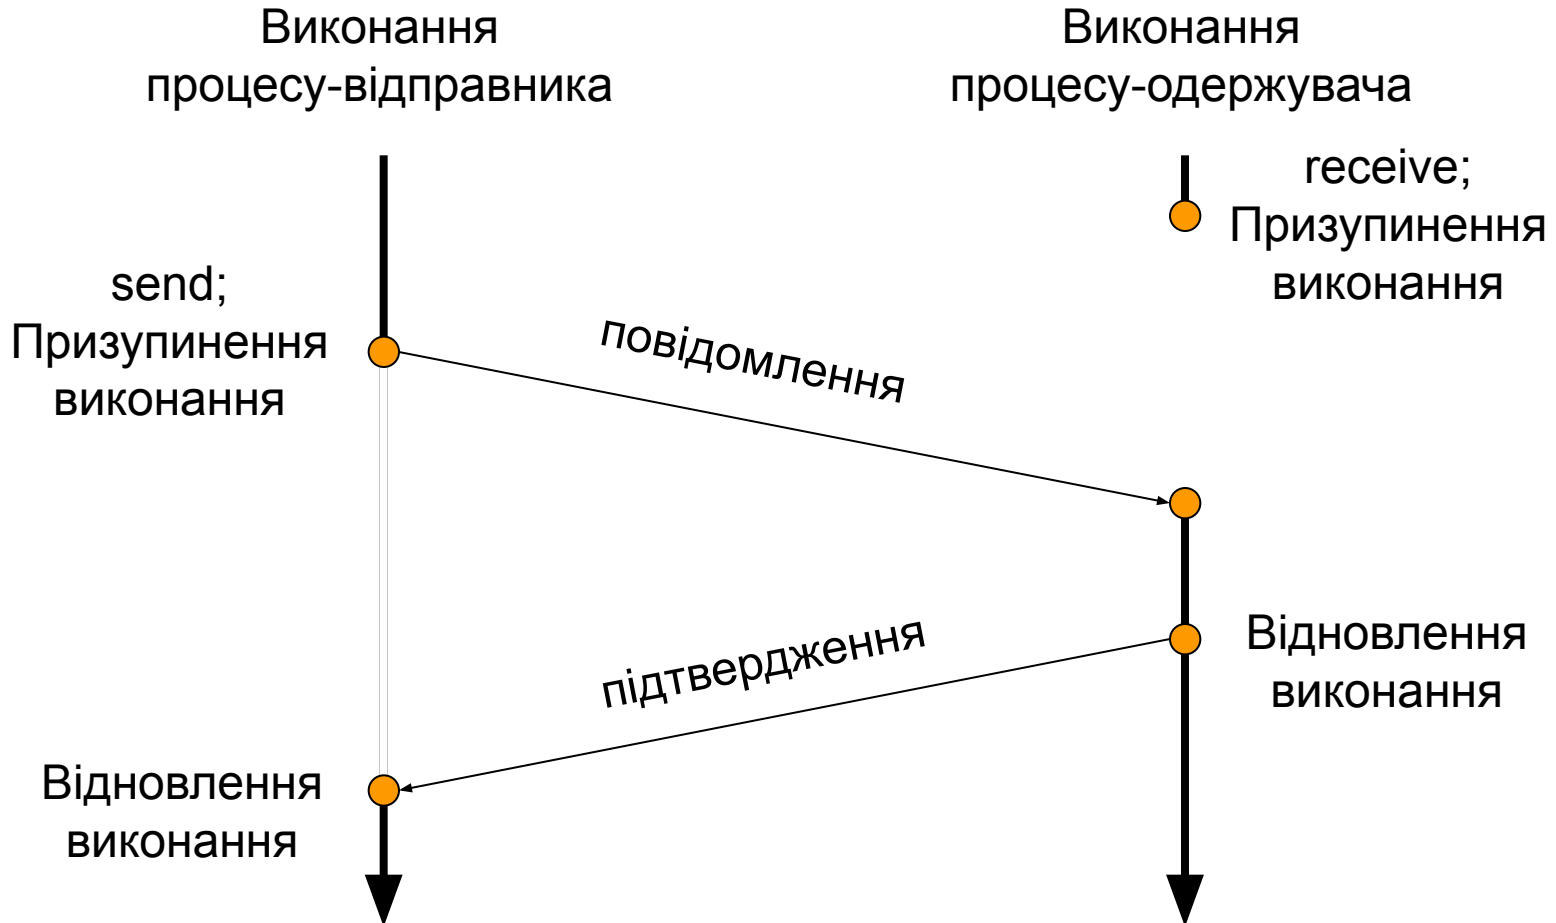 Виконання
процесу-відправника
Виконання
процесу-одержувача
receive;
Призупинення
виконання
send;
Призупинення
виконання
повідомлення
підтвердження
Відновлення
виконання
Відновлення
виконання